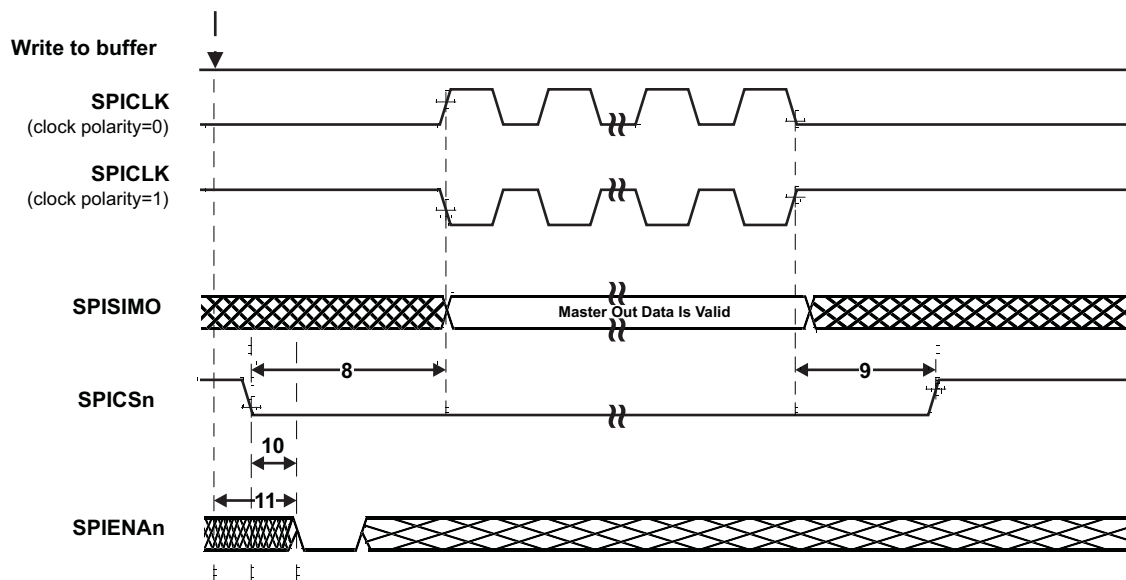 Write to buffer
SPICLK
(clock polarity=0)
SPICLK
(clock polarity=1)
SPISIMO
Master Out Data Is Valid
8
9
SPICSn
10
11
SPIENAn